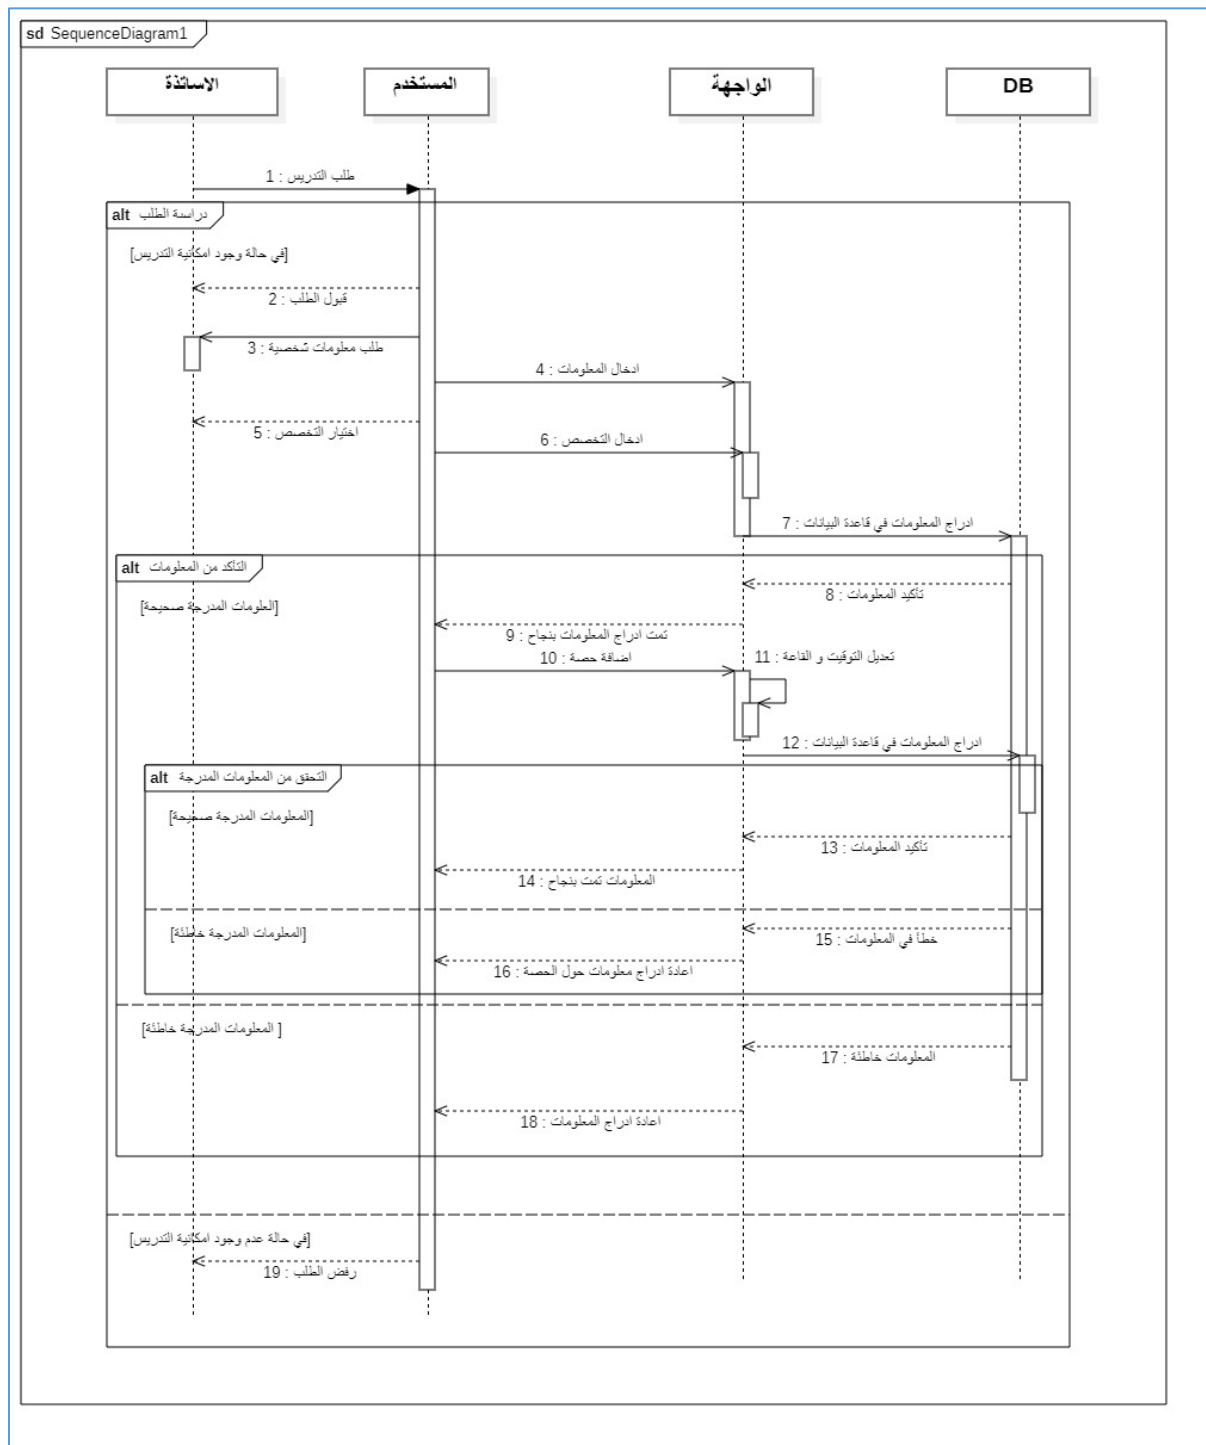 sd SequenceDiagram1
الاساتذة
المستخدم
الواجهة
DB
1 : طلب التدريس
alt دراسة الطلب
[في حالة وجود امكانية التدريس]
2 : قبول الطلب
3 : طلب معلومات شخصية
4 : ادخال المعلومات
5 : اختيار التخصص
6 : ادخال التخصص
7 : ادراج المعلومات في قاعدة البيانات
alt التأكد من المعلومات
8 : تأكيد المعلومات
[العلومات المدرجة صحيحة]
9 : تمت ادراج المعلومات بنجاح
10 : اضافة حصة
11 : تعديل التوقيت و القاعة
12 : ادراج المعلومات في قاعدة البيانات
alt التحقق من المعلومات المدرجة
[المعلومات المدرجة صحيحة]
13 : تأكيد المعلومات
14 : المعلومات تمت بنجاح
[المعلومات المدرجة خاطئة]
15 : خطأ في المعلومات
16 : اعادة ادراج معلومات حول الحصة
[المعلومات المدرجة خاطئة ]
17 : المعلومات خاطئة
18 : اعادة ادراج المعلومات
[في حالة عدم وجود امكانية التدريس]
19 : رفض الطلب